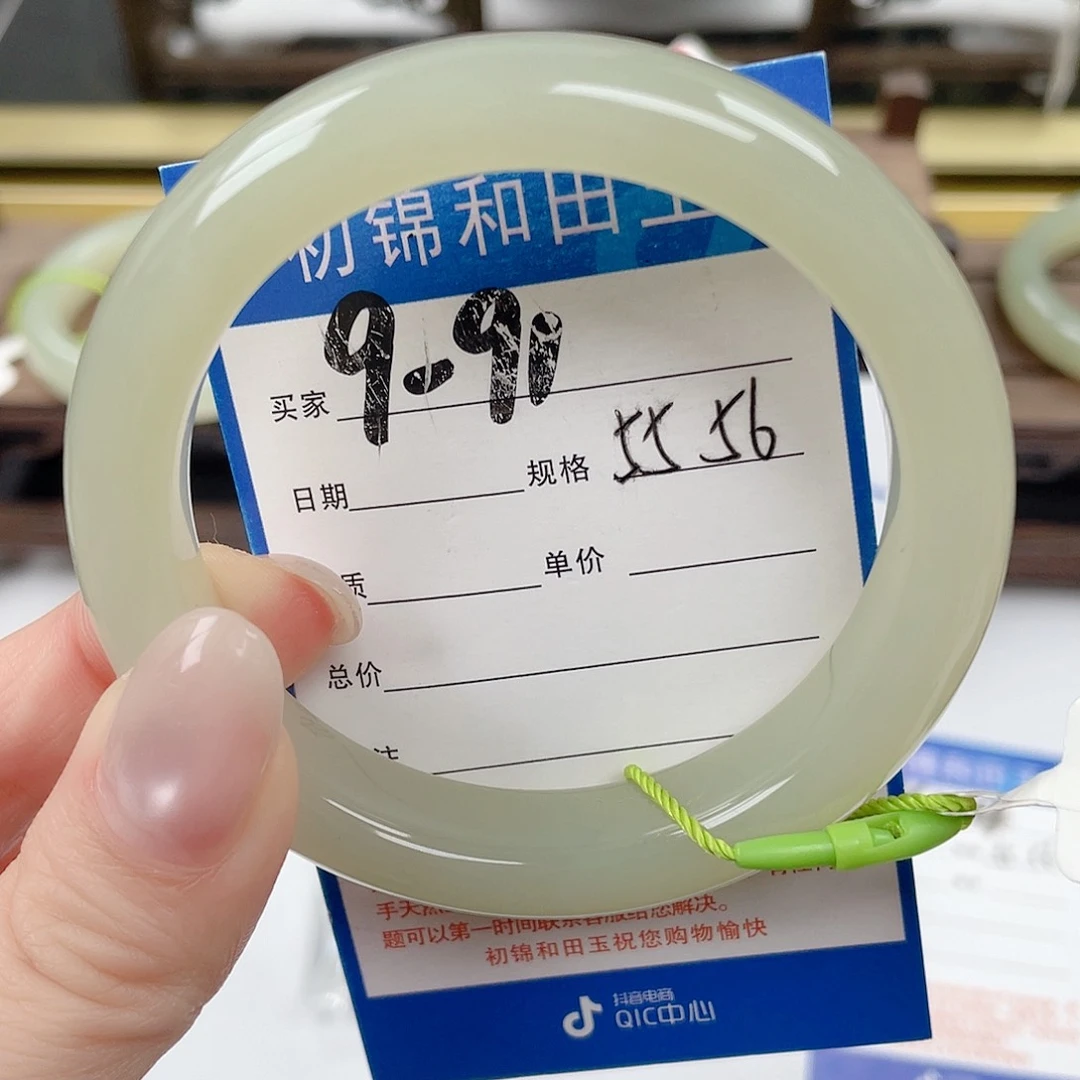 初锦和田玉
买家 9-91
日期 规格 55 56
质 单价
总价
题可以第一时间联系客服给您解决。
初锦和田玉祝您购物愉快
抖音电商
QIC中心